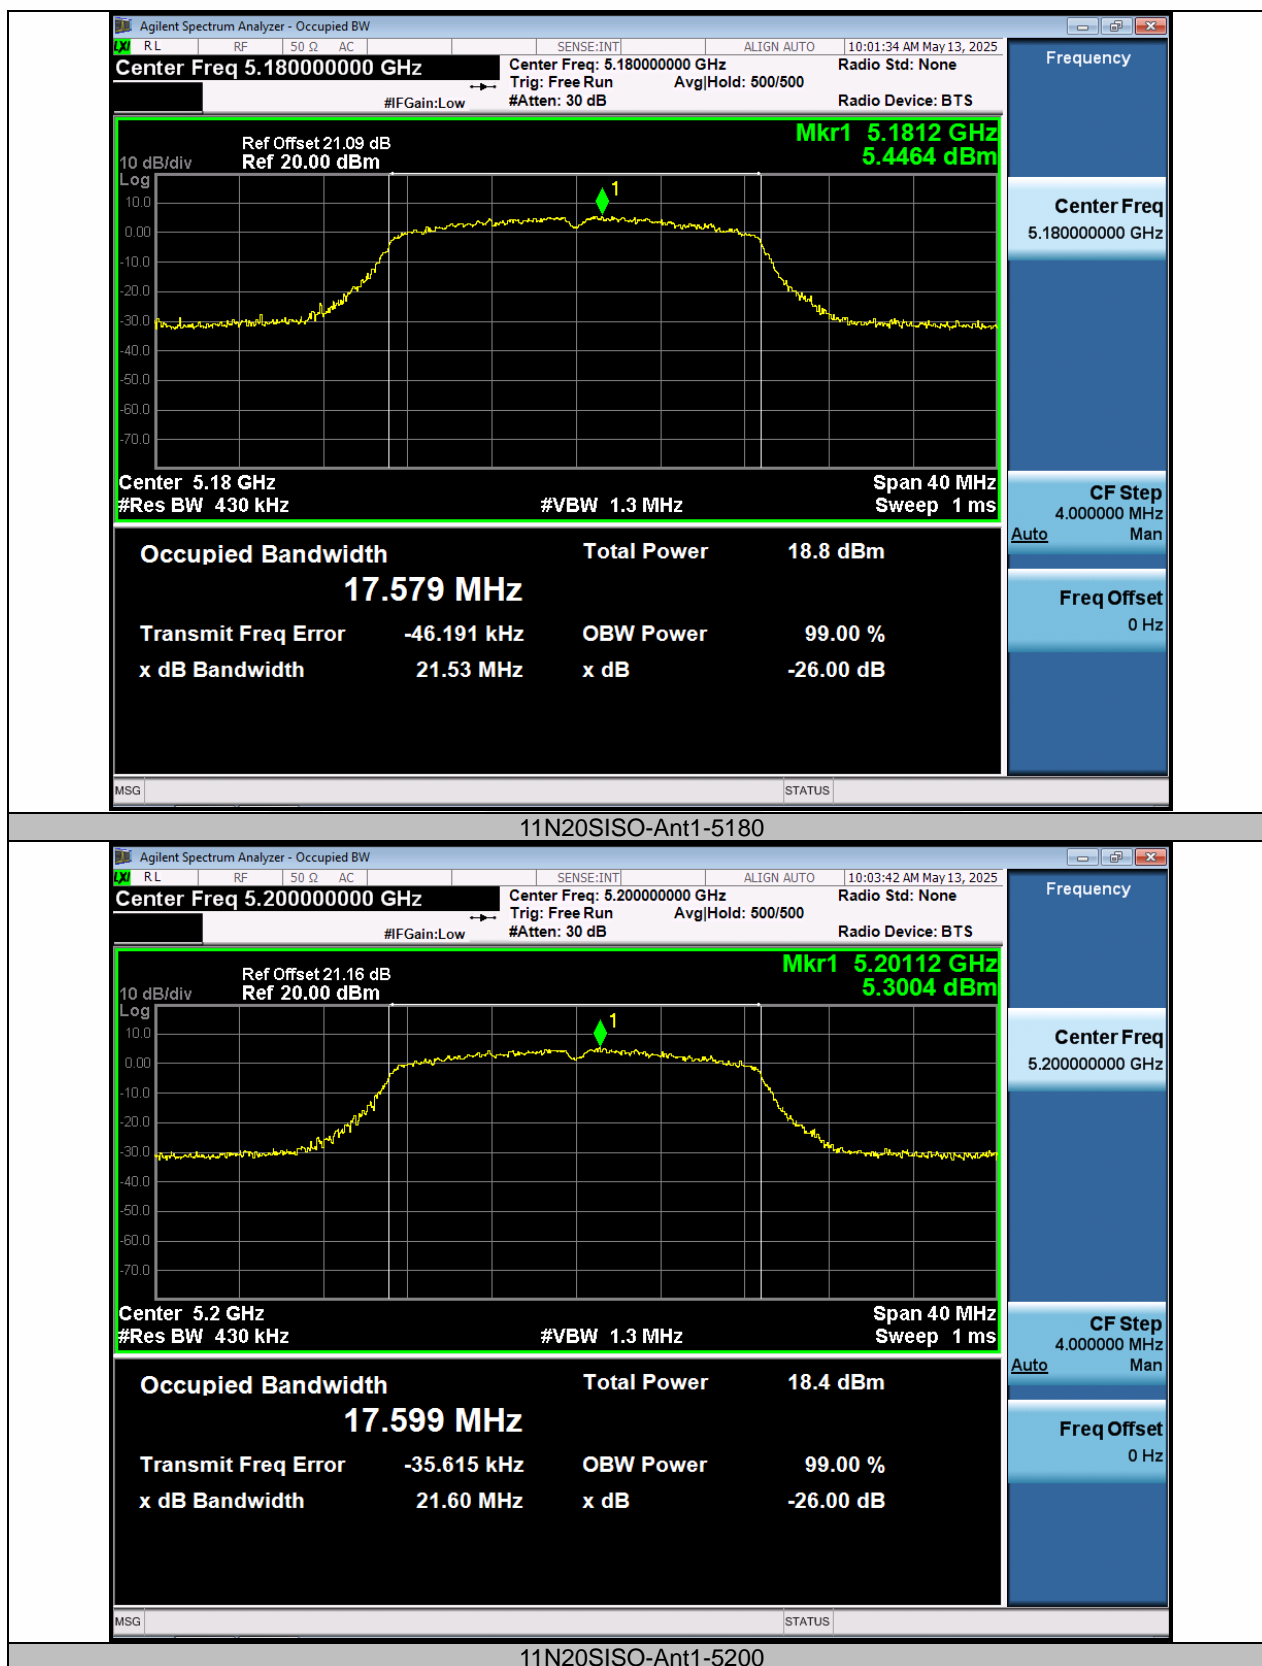 Agilent Spectrum Analyzer - Occupied BW
LXI RL RF 50 Ω AC SENSE:INT ALIGN AUTO 10:01:34 AM May 13, 2025
Center Freq 5.180000000 GHz
Center Freq: 5.180000000 GHz Radio Std: None
Trig: Free Run Avg|Hold: 500/500
#IFGain:Low #Atten: 30 dB Radio Device: BTS
Frequency
Mkr1 5.1812 GHz
5.4464 dBm
Ref Offset 21.09 dB
10 dB/div Ref 20.00 dBm
Log
10.0
0.00
-10.0
-20.0
-30.0
-40.0
-50.0
-60.0
-70.0
1
Center 5.18 GHz Span 40 MHz
#Res BW 430 kHz #VBW 1.3 MHz Sweep 1 ms
Center Freq
5.180000000 GHz
CF Step
4.000000 MHz
Auto Man
Freq Offset
0 Hz
Occupied Bandwidth Total Power 18.8 dBm
17.579 MHz
Transmit Freq Error -46.191 kHz OBW Power 99.00 %
x dB Bandwidth 21.53 MHz x dB -26.00 dB
MSG STATUS
11N20SISO-Ant1-5180
Agilent Spectrum Analyzer - Occupied BW
LXI RL RF 50 Ω AC SENSE:INT ALIGN AUTO 10:03:42 AM May 13, 2025
Center Freq 5.200000000 GHz
Center Freq: 5.200000000 GHz Radio Std: None
Trig: Free Run Avg|Hold: 500/500
#IFGain:Low #Atten: 30 dB Radio Device: BTS
Frequency
Mkr1 5.20112 GHz
5.3004 dBm
Ref Offset 21.16 dB
10 dB/div Ref 20.00 dBm
Log
10.0
0.00
-10.0
-20.0
-30.0
-40.0
-50.0
-60.0
-70.0
1
Center 5.2 GHz Span 40 MHz
#Res BW 430 kHz #VBW 1.3 MHz Sweep 1 ms
Center Freq
5.200000000 GHz
CF Step
4.000000 MHz
Auto Man
Freq Offset
0 Hz
Occupied Bandwidth Total Power 18.4 dBm
17.599 MHz
Transmit Freq Error -35.615 kHz OBW Power 99.00 %
x dB Bandwidth 21.60 MHz x dB -26.00 dB
MSG STATUS
11N20SISO-Ant1-5200